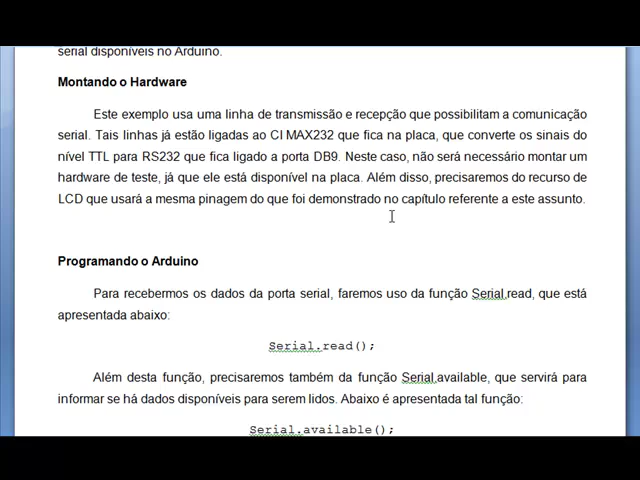 serial disponíveis no Arduino.
Montando o Hardware
Este exemplo usa uma linha de transmissão e recepção que possibilitam a comunicação
serial. Tais linhas já estão ligadas ao CI MAX232 que fica na placa, que converte os sinais do
nível TTL para RS232 que fica ligado a porta DB9. Neste caso, não será necessário montar um
hardware de teste, já que ele está disponível na placa. Além disso, precisaremos do recurso de
LCD que usará a mesma pinagem do que foi demonstrado no capítulo referente a este assunto.
Programando o Arduino
Para recebermos os dados da porta serial, faremos uso da função Serial.read, que está
apresentada abaixo:
Serial.read();
Além desta função, precisaremos também da função Serial.available, que servirá para
informar se há dados disponíveis para serem lidos. Abaixo é apresentada tal função:
Serial.available();